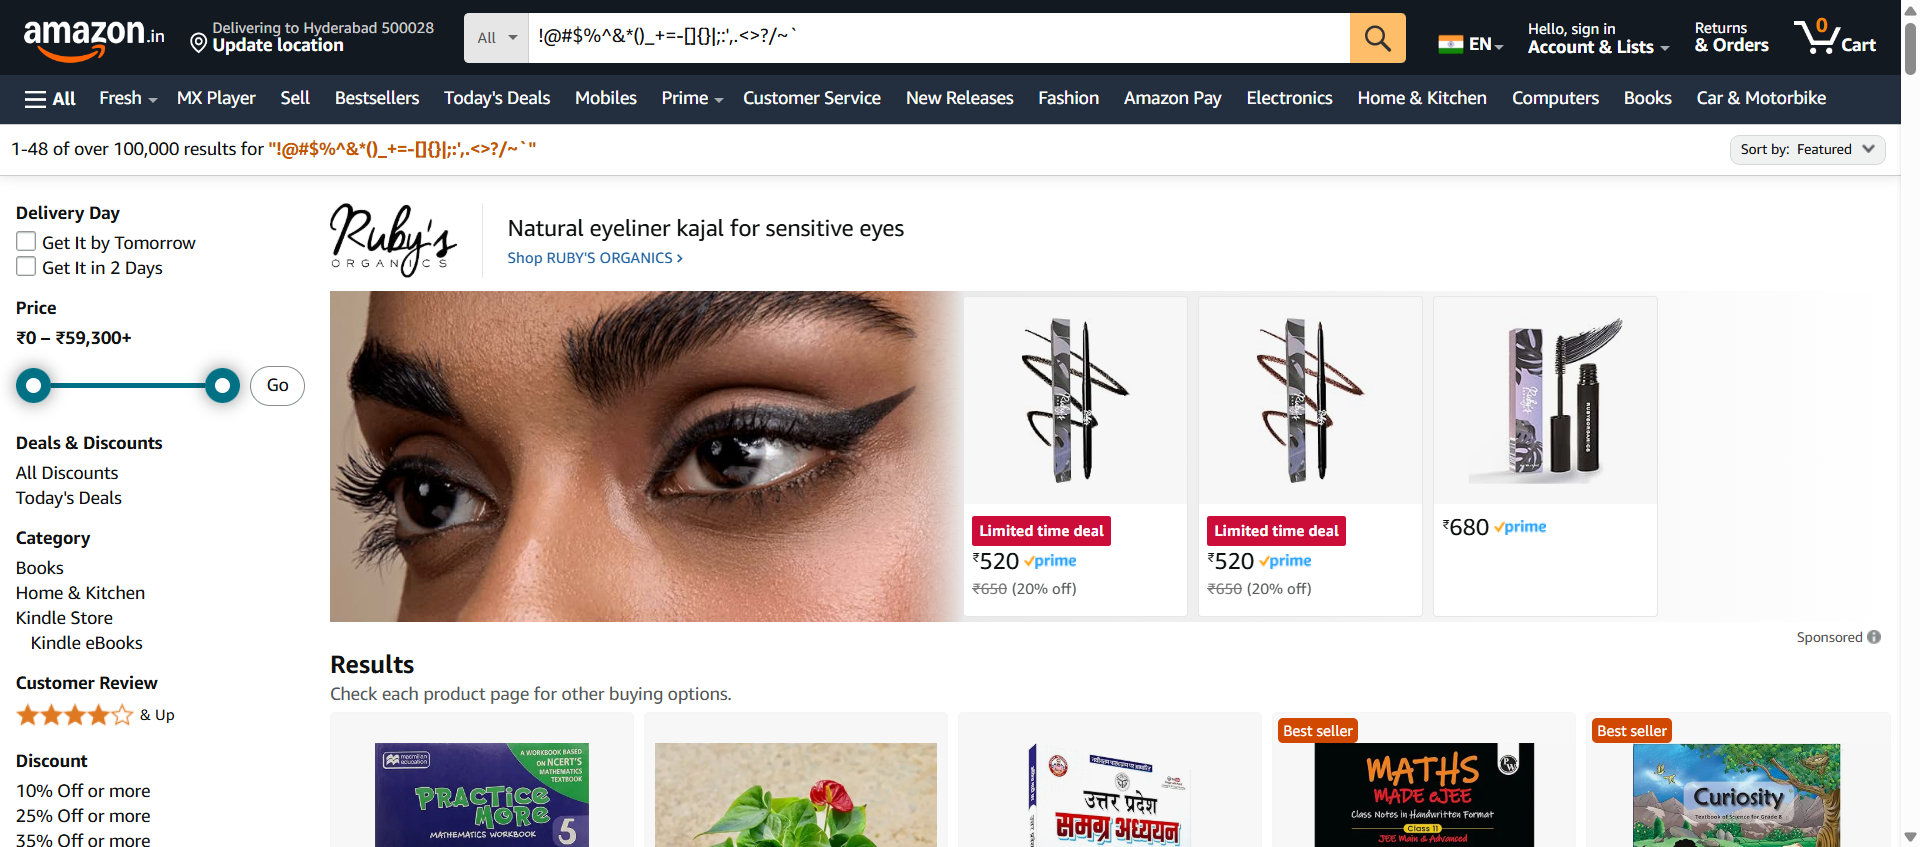 amazon.in
Delivering to Hyderabad 500028
Update location
All
!@#$%^&*()_+=-[]{}|;:',.<>?/~`
EN
Hello, sign in
Account & Lists
Returns
& Orders
0
Cart
All
Fresh
MX Player
Sell
Bestsellers
Today's Deals
Mobiles
Prime
Customer Service
New Releases
Fashion
Amazon Pay
Electronics
Home & Kitchen
Computers
Books
Car & Motorbike
1-48 of over 100,000 results for "!@#$%^&*()_+=-[]{}|;:',.<>?/~`"
Sort by: Featured
Delivery Day
Get It by Tomorrow
Get It in 2 Days
Price
₹0 – ₹59,300+
Go
Deals & Discounts
All Discounts
Today's Deals
Category
Books
Home & Kitchen
Kindle Store
Kindle eBooks
Customer Review
& Up
Discount
10% Off or more
25% Off or more
35% Off or more
Ruby's
ORGANICS
Natural eyeliner kajal for sensitive eyes
Shop RUBY'S ORGANICS ›
Limited time deal
₹520 prime
₹650 (20% off)
Limited time deal
₹520 prime
₹650 (20% off)
₹680 prime
Sponsored
Results
Check each product page for other buying options.
macmillan
education
A WORKBOOK BASED
ON NCERT'S
MATHEMATICS
TEXTBOOK
PRACTICE
MORE
MATHEMATICS WORKBOOK
5
उत्तर प्रदेश
समग्र अध्ययन
Best seller
PW
MATHS
MADE eJEE
Class Notes in Handwritten Format
Class 11
JEE Main & Advanced
Best seller
Curiosity
Textbook of Science for Grade 8